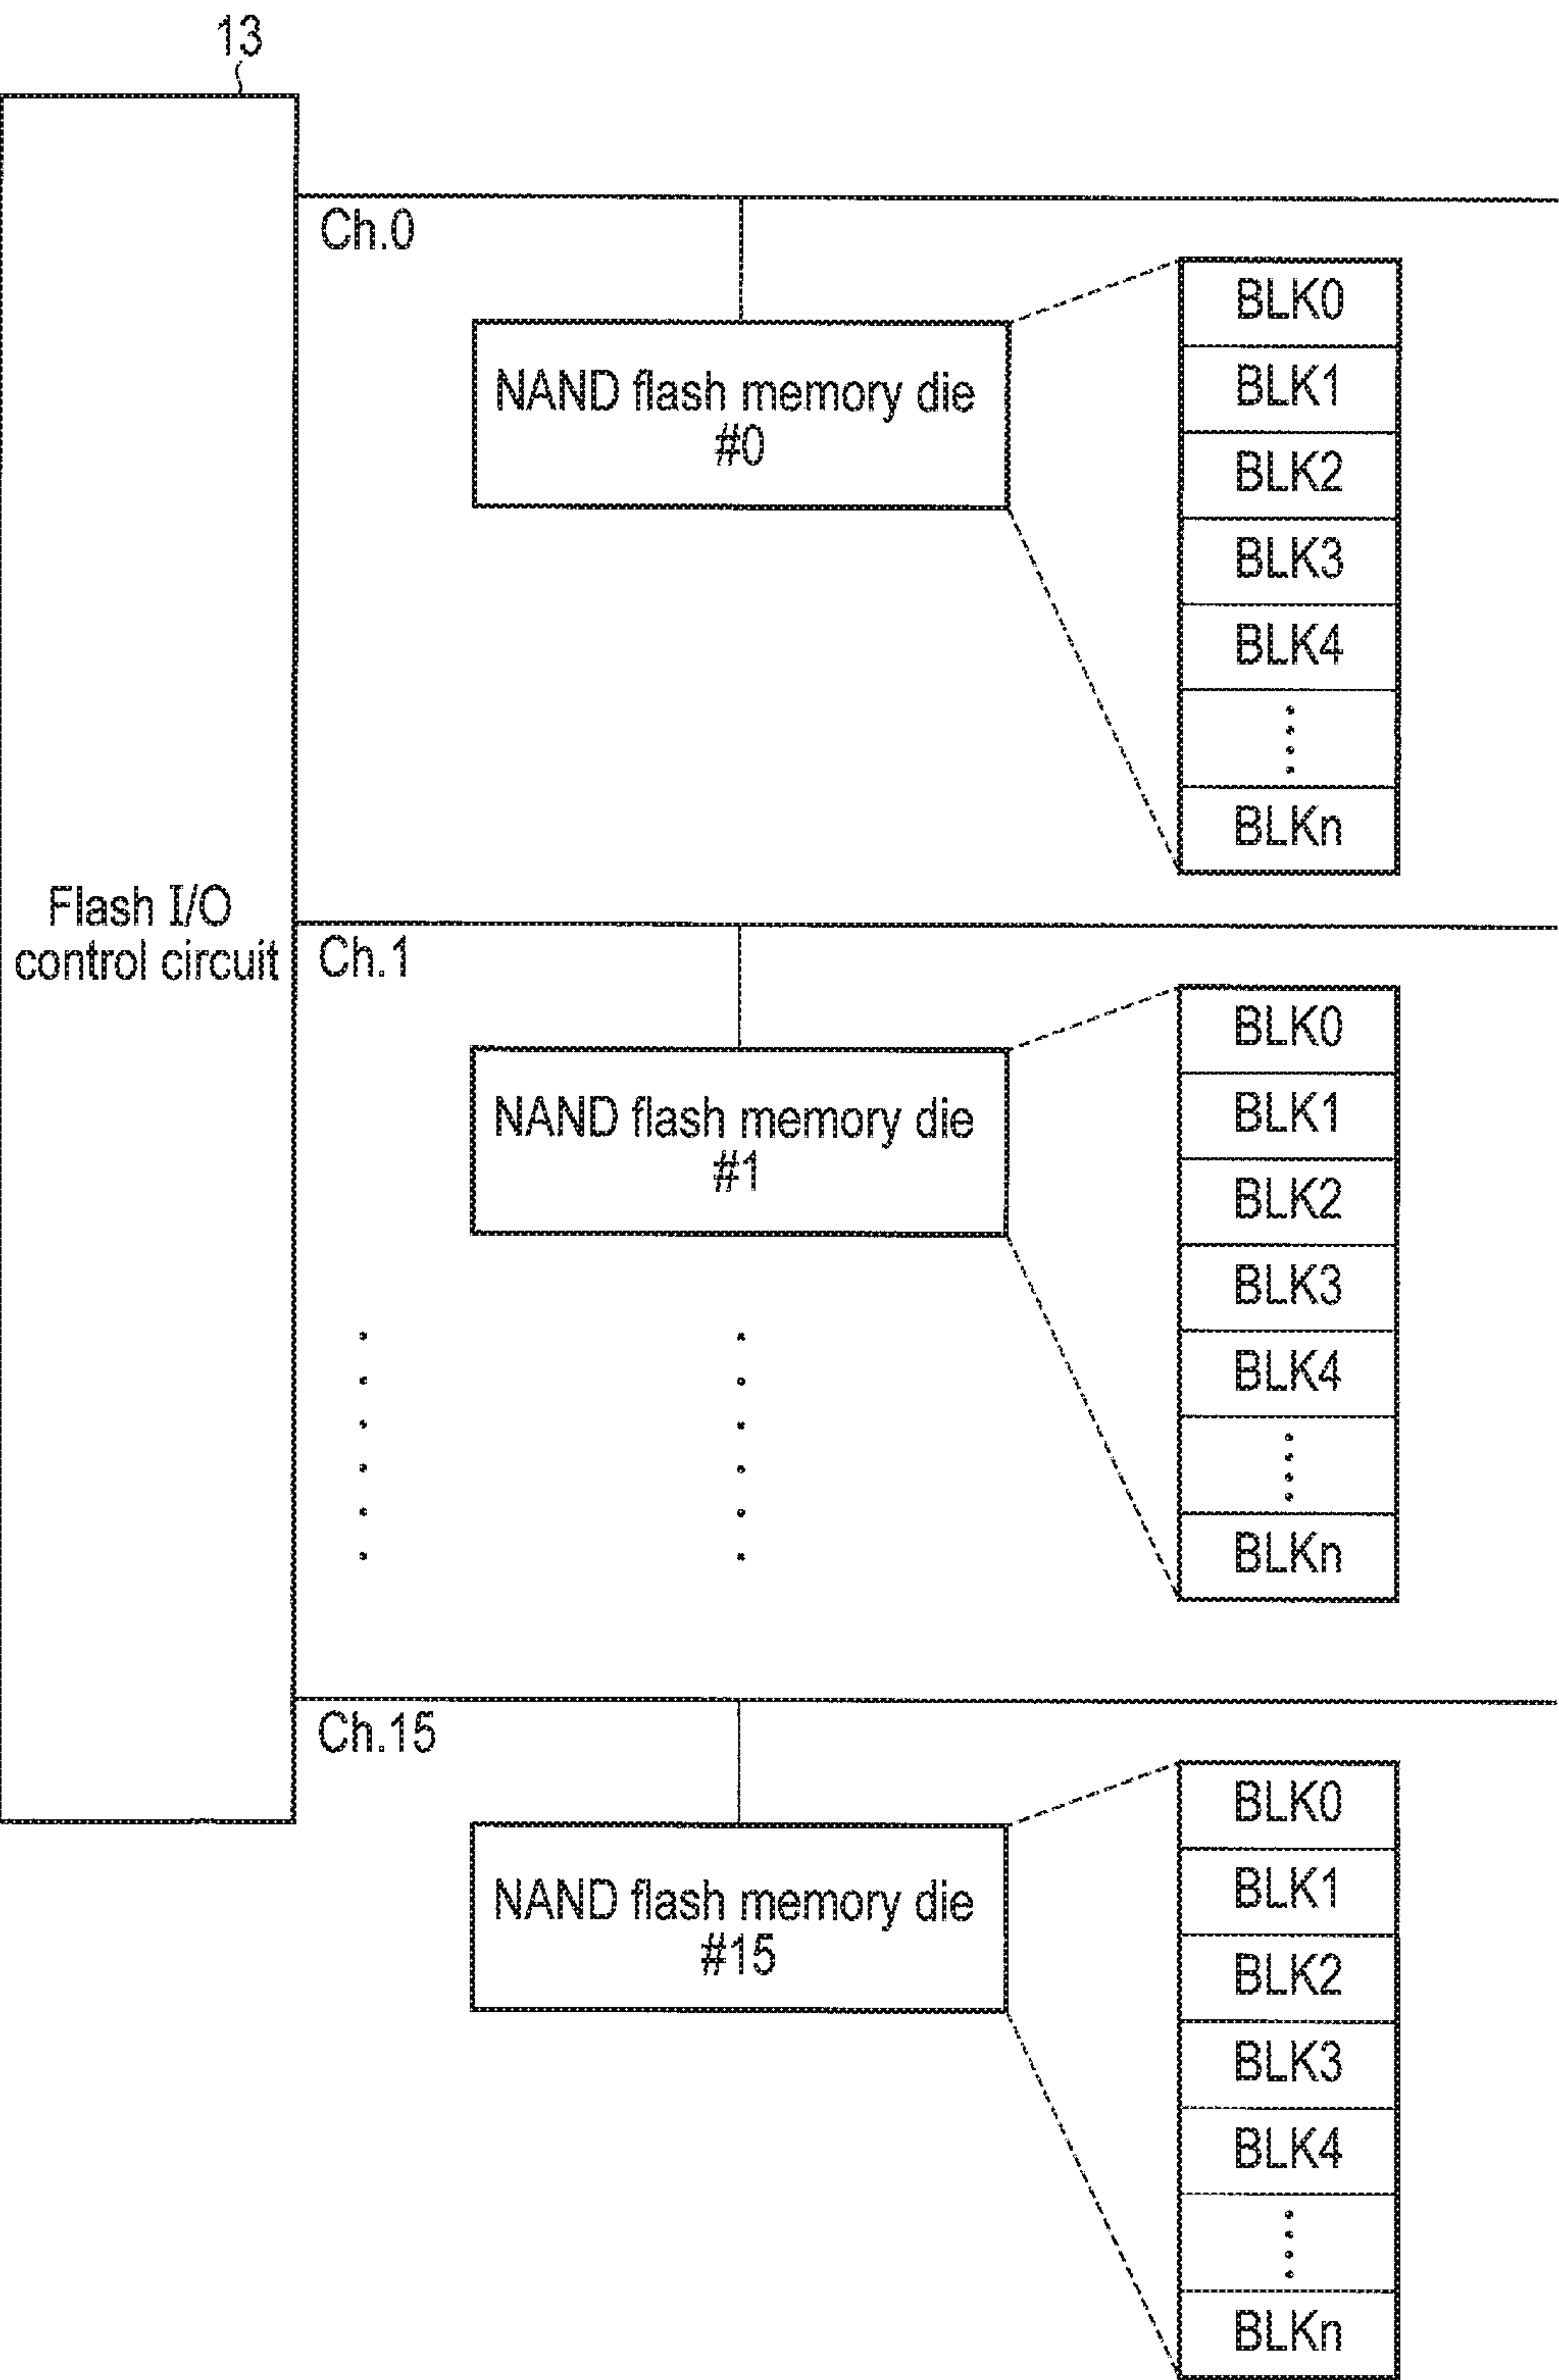 13
Flash I/O
control circuit
Ch.0
NAND flash memory die
#0
BLK0
BLK1
BLK2
BLK3
BLK4
BLKn
Ch.1
NAND flash memory die
#1
BLK0
BLK1
BLK2
BLK3
BLK4
BLKn
Ch.15
NAND flash memory die
#15
BLK0
BLK1
BLK2
BLK3
BLK4
BLKn